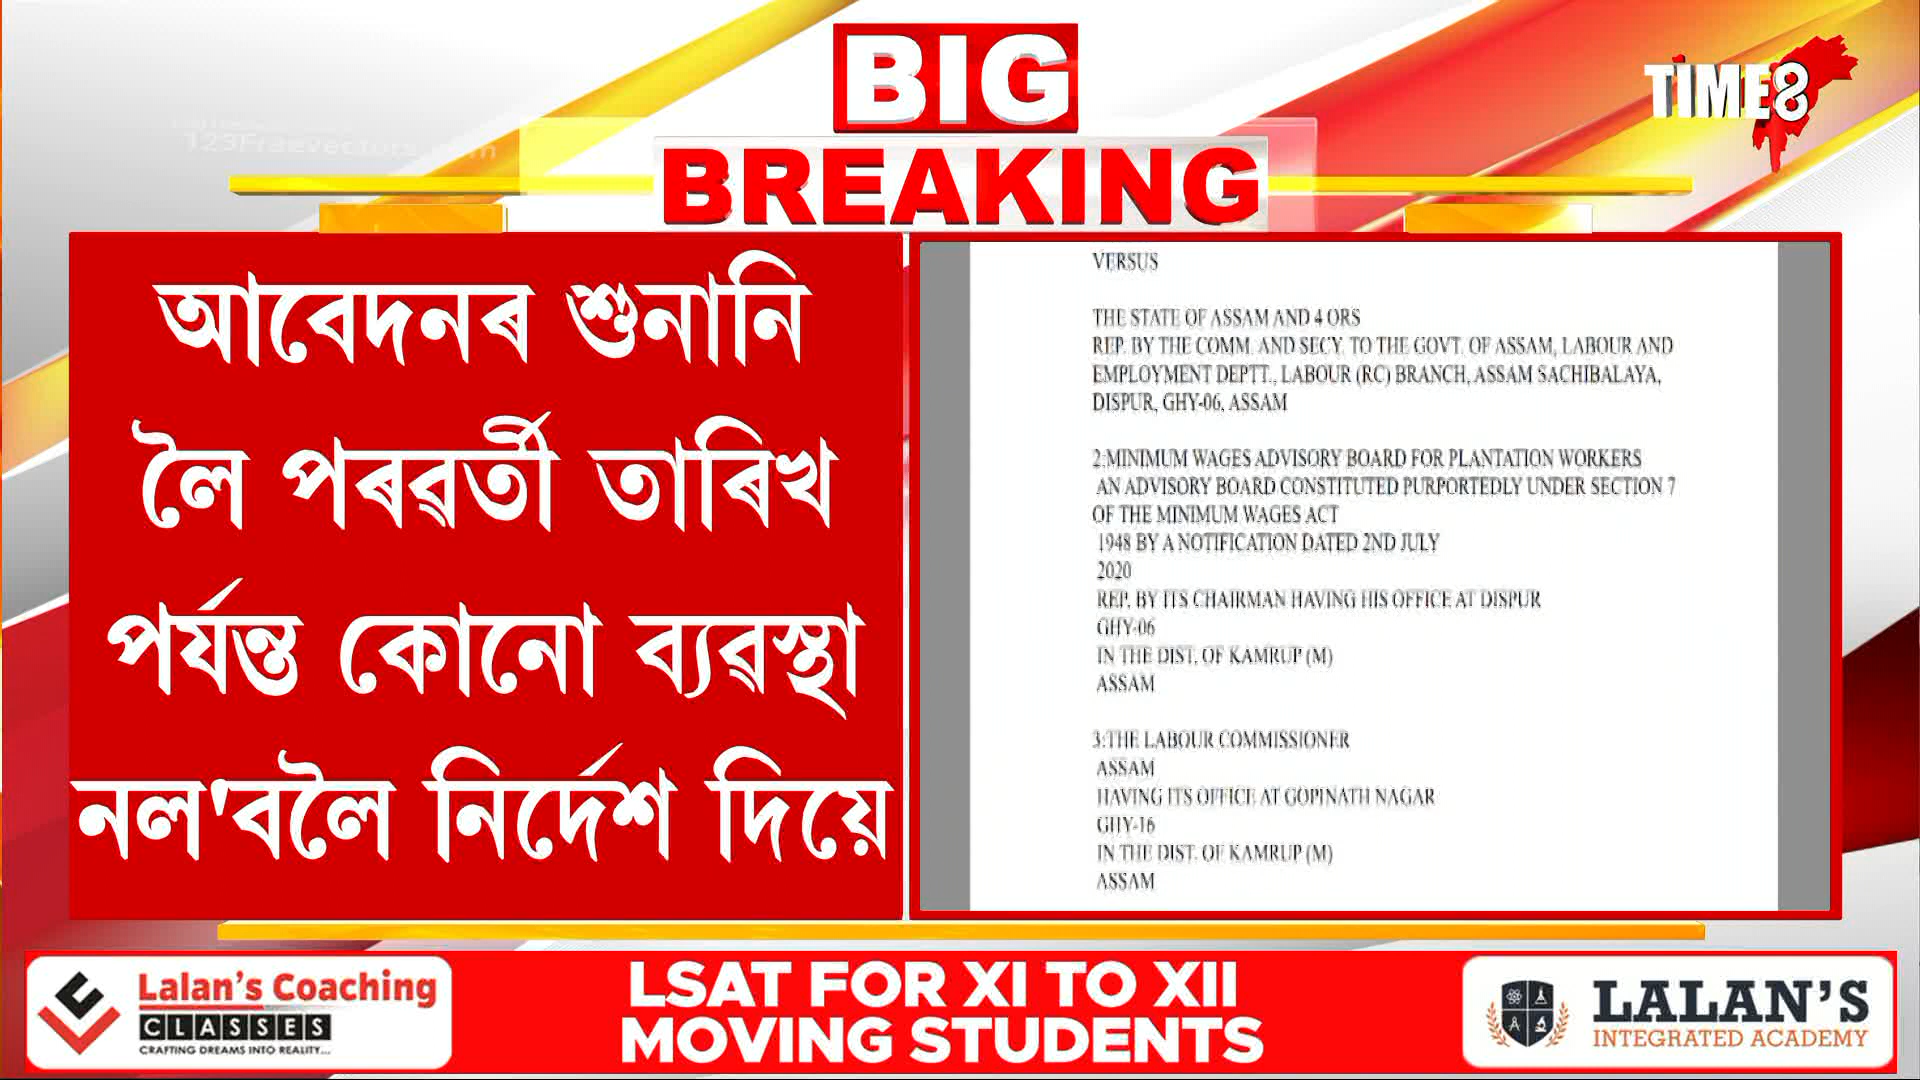 BIG
BREAKING
TIME8
123Freevectors.com
আবেদনৰ শুনানি
লৈ পৰৱৰ্তী তাৰিখ
পৰ্যন্ত কোনো ব্যৱস্থা
নল'বলৈ নিৰ্দেশ দিয়ে
VERSUS
THE STATE OF ASSAM AND 4 ORS
REP. BY THE COMM. AND SECY. TO THE GOVT. OF ASSAM, LABOUR AND
EMPLOYMENT DEPTT., LABOUR (RC) BRANCH, ASSAM SACHIBALAYA,
DISPUR, GHY-06, ASSAM
2:MINIMUM WAGES ADVISORY BOARD FOR PLANTATION WORKERS
AN ADVISORY BOARD CONSTITUTED PURPORTEDLY UNDER SECTION 7
OF THE MINIMUM WAGES ACT
1948 BY A NOTIFICATION DATED 2ND JULY
2020
REP. BY ITS CHAIRMAN HAVING HIS OFFICE AT DISPUR
GHY-06
IN THE DIST. OF KAMRUP (M)
ASSAM
3:THE LABOUR COMMISSIONER
ASSAM
HAVING ITS OFFICE AT GOPINATH NAGAR
GHY-16
IN THE DIST. OF KAMRUP (M)
ASSAM
Lalan's Coaching
CLASSES
CRAFTING DREAMS INTO REALITY...
LSAT FOR XI TO XII
MOVING STUDENTS
LALAN'S
INTEGRATED ACADEMY